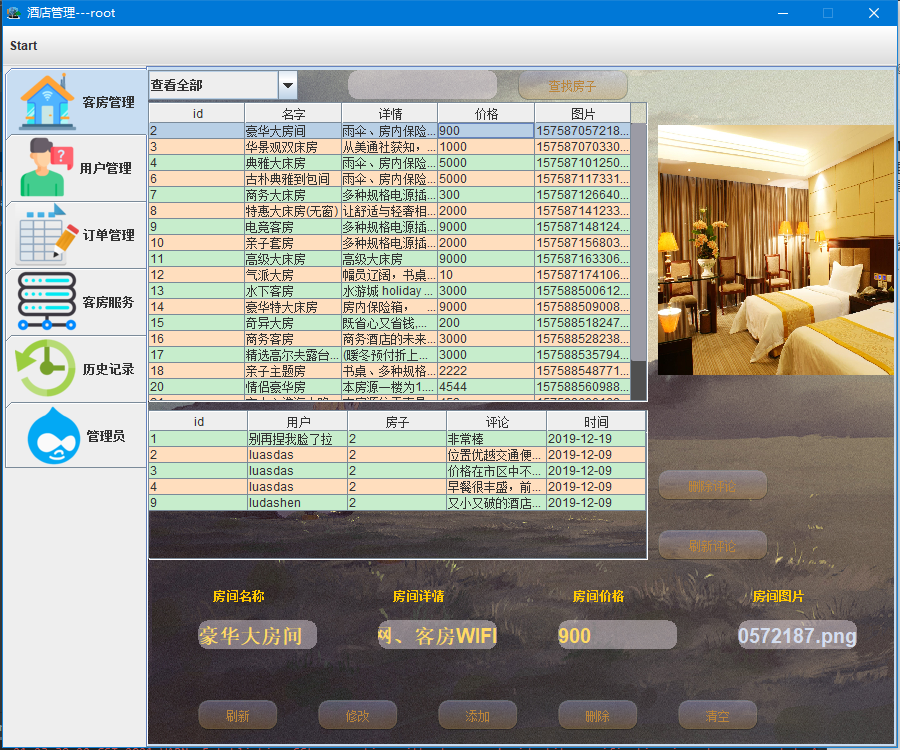 酒店管理---root
Start
客房管理
用户管理
订单管理
客房服务
历史记录
管理员
查看全部 查找房子
id 名字 详情 价格 图片
2 豪华大房间 雨伞、房内保险... 900 157587057218...
3 华景观双床房 从美通社获知，... 1000 157587070330...
4 典雅大床房 雨伞、房内保险... 5000 157587101250...
6 古朴典雅到包间 雨伞、房内保险... 5000 157587117331...
7 商务大床房 多种规格电源插... 300 157587126640...
8 特惠大床房(无窗) 让舒适与轻奢相... 2000 157587141233...
9 电竞客房 多种规格电源插... 9000 157587148124...
10 亲子套房 多种规格电源插... 2000 157587156803...
11 高级大床房 高级大床房 9000 157587163306...
12 气派大房 幅员辽阔，书桌... 10 157587174106...
13 水下客房 水游城 holiday ... 3000 157588500612...
14 豪华特大床房 房内保险箱， 9000 157588509008...
15 奇异大房 既省心又省钱,... 200 157588518247...
16 商务客房 商务酒店的未来... 3000 157588528238...
17 精选高尔夫露台... (暖冬预付折上... 3000 157588535794...
18 亲子主题房 书桌、多种规格... 2222 157588548771...
20 情侣豪华房 本房源一楼为1.... 4544 157588560988...
id 用户 房子 评论 时间
1 别再捏我脸了拉 2 非常棒 2019-12-19
2 luasdas 2 位置优越交通便... 2019-12-09
3 luasdas 2 价格在市区中不... 2019-12-09
4 luasdas 2 早餐很丰盛，前... 2019-12-09
9 ludashen 2 又小又破的酒店... 2019-12-09
删除评论
刷新评论
房间名称 房间详情 房间价格 房间图片
豪华大房间 网、客房WIFI 900 0572187.png
刷新 修改 添加 删除 清空